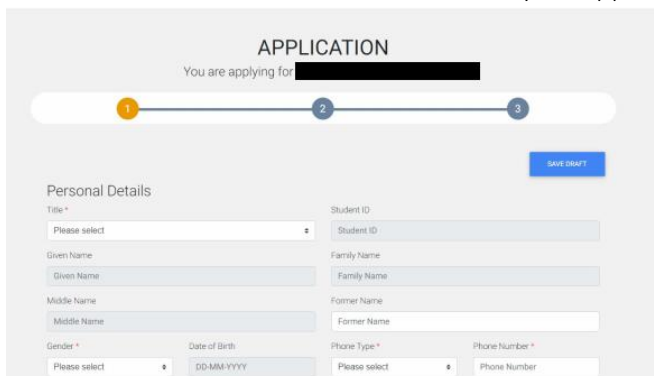 APPLICATION
You are applying for
1 2 3
SAVE DRAFT
Personal Details
Title * Student ID
Please select Student ID
Given Name Family Name
Given Name Family Name
Middle Name Former Name
Middle Name Former Name
Gender * Date of Birth Phone Type * Phone Number *
Please select DD-MM-YYYY Please select Phone Number